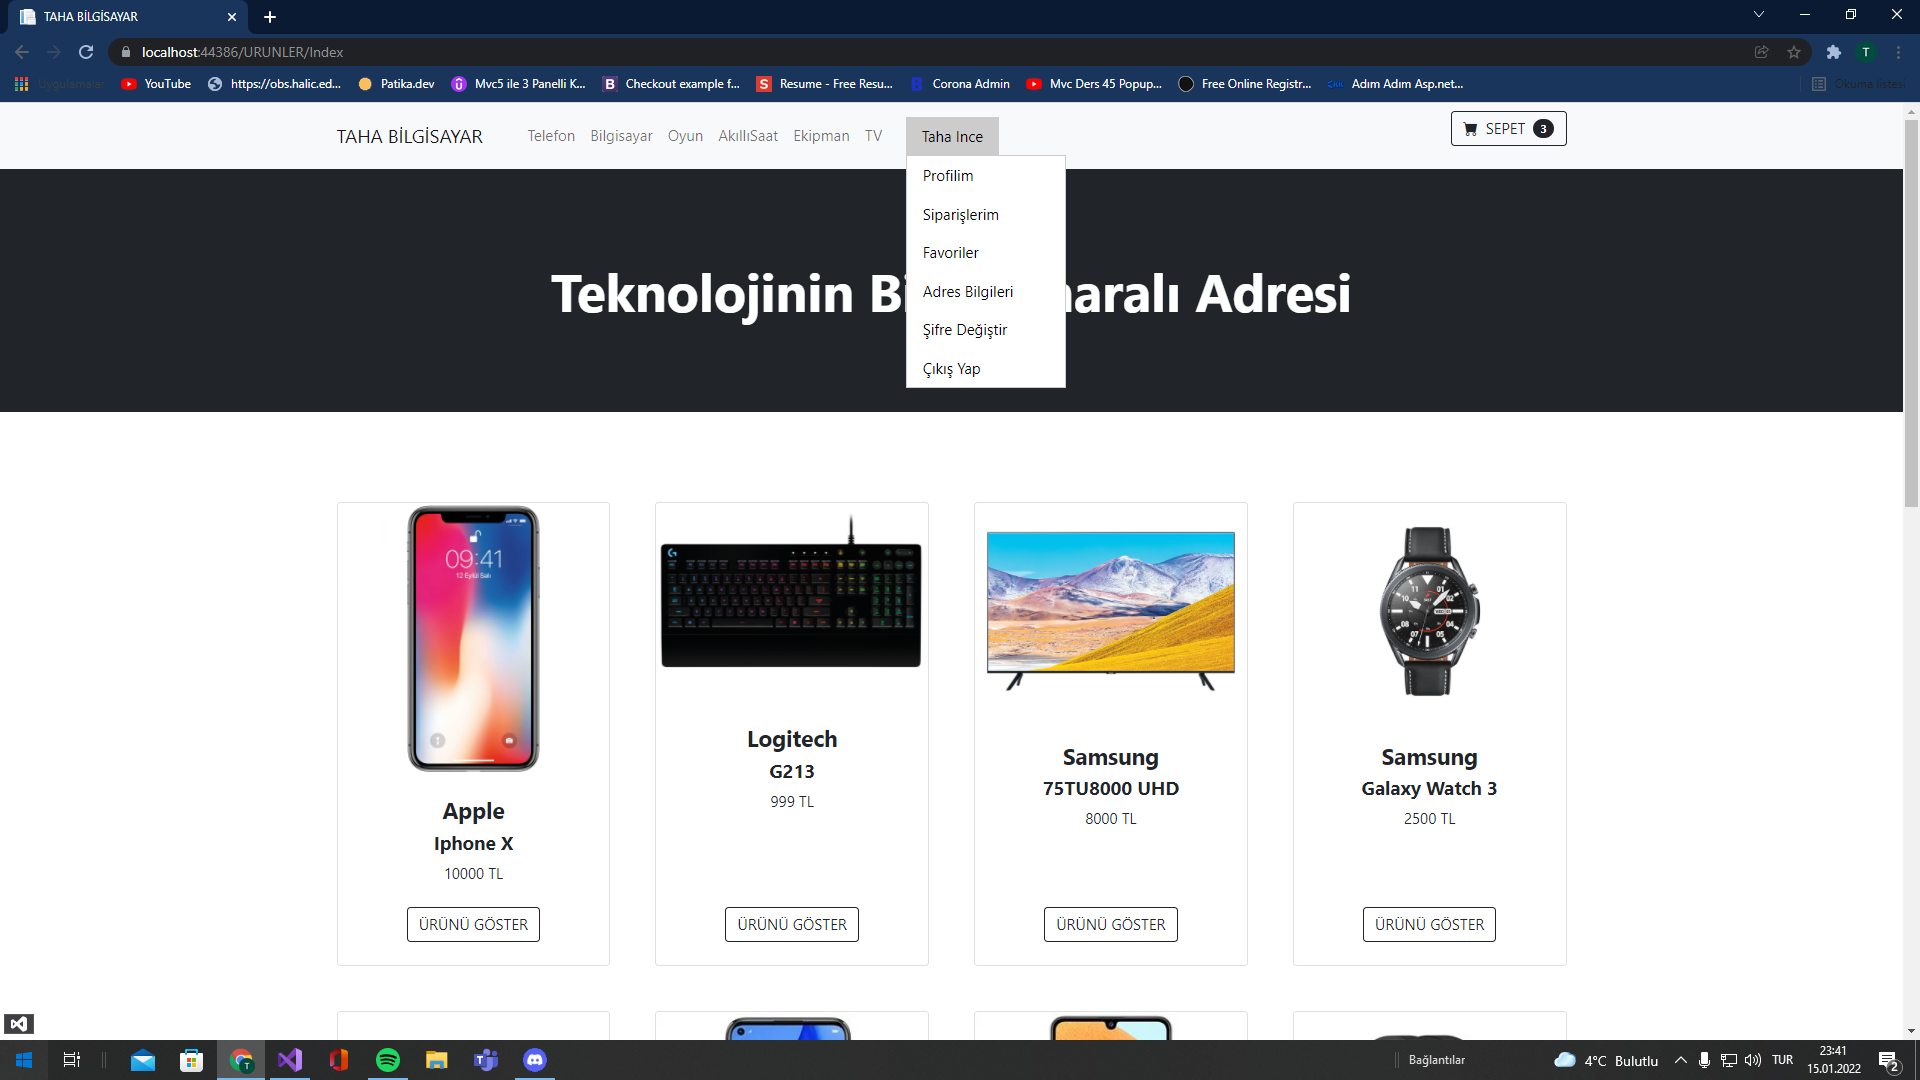 TAHA BİLGİSAYAR
localhost:44386/URUNLER/Index
T
Uygulamalar
YouTube
https://obs.halic.ed...
Patika.dev
Mvc5 ile 3 Panelli K...
Checkout example f...
Resume - Free Resu...
Corona Admin
Mvc Ders 45 Popup...
Free Online Registr...
Adım Adım Asp.net...
Okuma listesi
TAHA BİLGİSAYAR
Telefon
Bilgisayar
Oyun
AkıllıSaat
Ekipman
TV
Taha Ince
SEPET 3
Profilim
Siparişlerim
Favoriler
Adres Bilgileri
Şifre Değiştir
Çıkış Yap
Teknolojinin Bi
aralı Adresi
09:41
12 Eylül Salı
Apple
Iphone X
10000 TL
ÜRÜNÜ GÖSTER
Logitech
G213
999 TL
ÜRÜNÜ GÖSTER
Samsung
75TU8000 UHD
8000 TL
ÜRÜNÜ GÖSTER
Samsung
Galaxy Watch 3
2500 TL
ÜRÜNÜ GÖSTER
Bağlantılar
4°C Bulutlu
TUR
23:41
15.01.2022
2